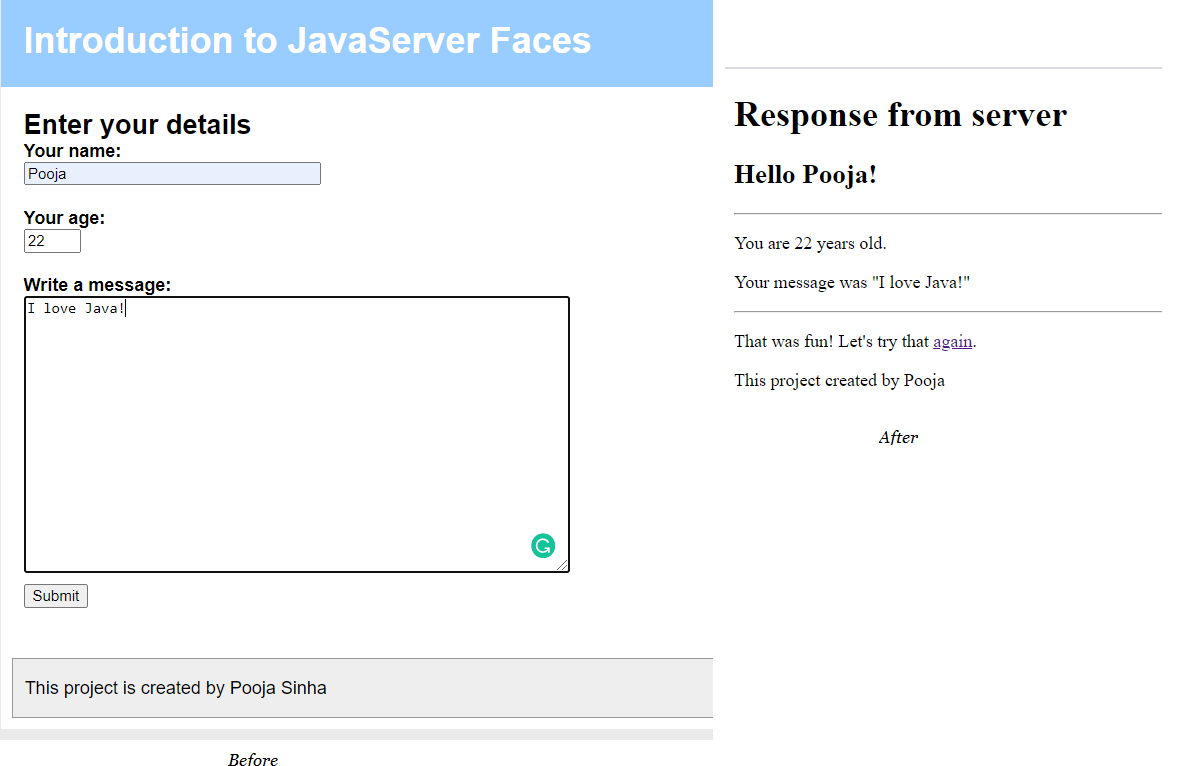 Introduction to JavaServer Faces
Enter your details
Your name:
Pooja
Your age:
22
Write a message:
I love Java!
Submit
This project is created by Pooja Sinha
Before
Response from server
Hello Pooja!
You are 22 years old.
Your message was "I love Java!"
That was fun! Let's try that again.
This project created by Pooja
After